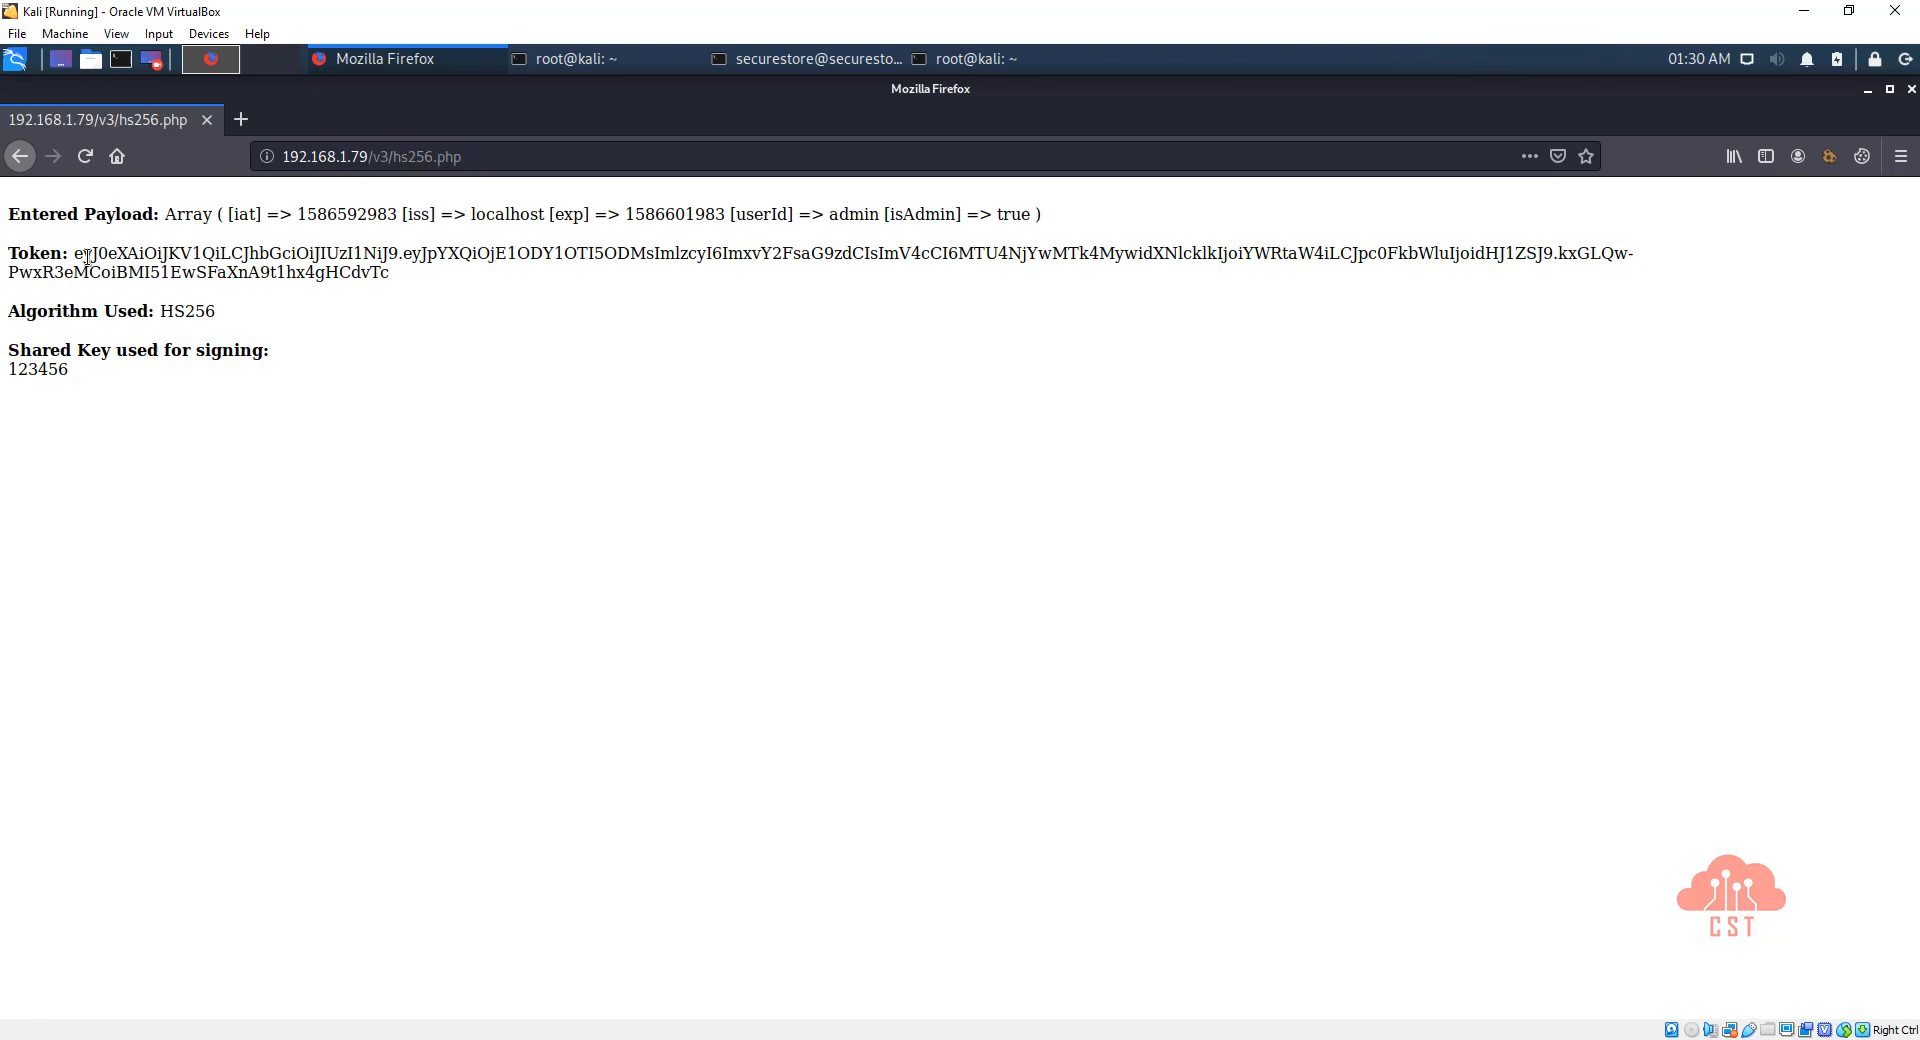 Kali [Running] - Oracle VM VirtualBox
File Machine View Input Devices Help
Mozilla Firefox root@kali: ~ securestore@securesto... root@kali: ~ 01:30 AM
Mozilla Firefox
192.168.1.79/v3/hs256.php
192.168.1.79/v3/hs256.php
Entered Payload: Array ( [iat] => 1586592983 [iss] => localhost [exp] => 1586601983 [userId] => admin [isAdmin] => true )
Token: eyJ0eXAiOiJKV1QiLCJhbGciOiJIUzI1NiJ9.eyJpYXQiOjE1ODY1OTI5ODMsImlzcyI6ImxvY2FsaG9zdCIsImV4cCI6MTU4NjYwMTk4MywidXNlcklkIjoiYWRtaW4iLCJpc0FkbWluIjoidHJ1ZSJ9.kxGLQw-
PwxR3eMCoiBMI51EwSFaXnA9t1hx4gHCdvTc
Algorithm Used: HS256
Shared Key used for signing:
123456
CST
Right Ctrl